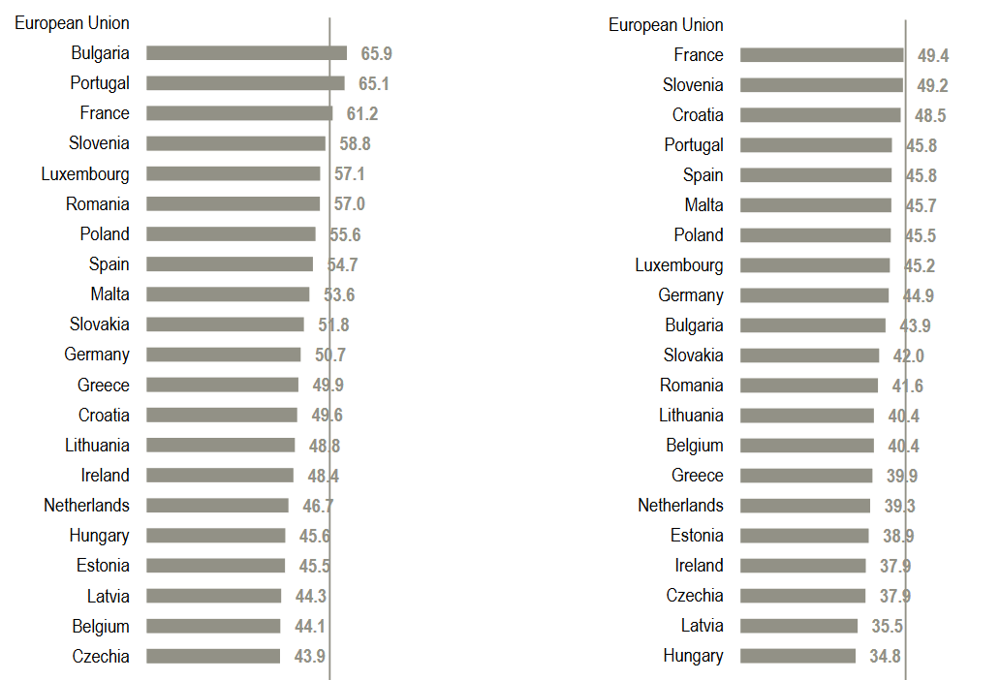 European Union
Bulgaria 65.9
Portugal 65.1
France 61.2
Slovenia 58.8
Luxembourg 57.1
Romania 57.0
Poland 55.6
Spain 54.7
Malta 53.6
Slovakia 51.8
Germany 50.7
Greece 49.9
Croatia 49.6
Lithuania 48.8
Ireland 48.4
Netherlands 46.7
Hungary 45.6
Estonia 45.5
Latvia 44.3
Belgium 44.1
Czechia 43.9
European Union
France 49.4
Slovenia 49.2
Croatia 48.5
Portugal 45.8
Spain 45.8
Malta 45.7
Poland 45.5
Luxembourg 45.2
Germany 44.9
Bulgaria 43.9
Slovakia 42.0
Romania 41.6
Lithuania 40.4
Belgium 40.4
Greece 39.9
Netherlands 39.3
Estonia 38.9
Ireland 37.9
Czechia 37.9
Latvia 35.5
Hungary 34.8